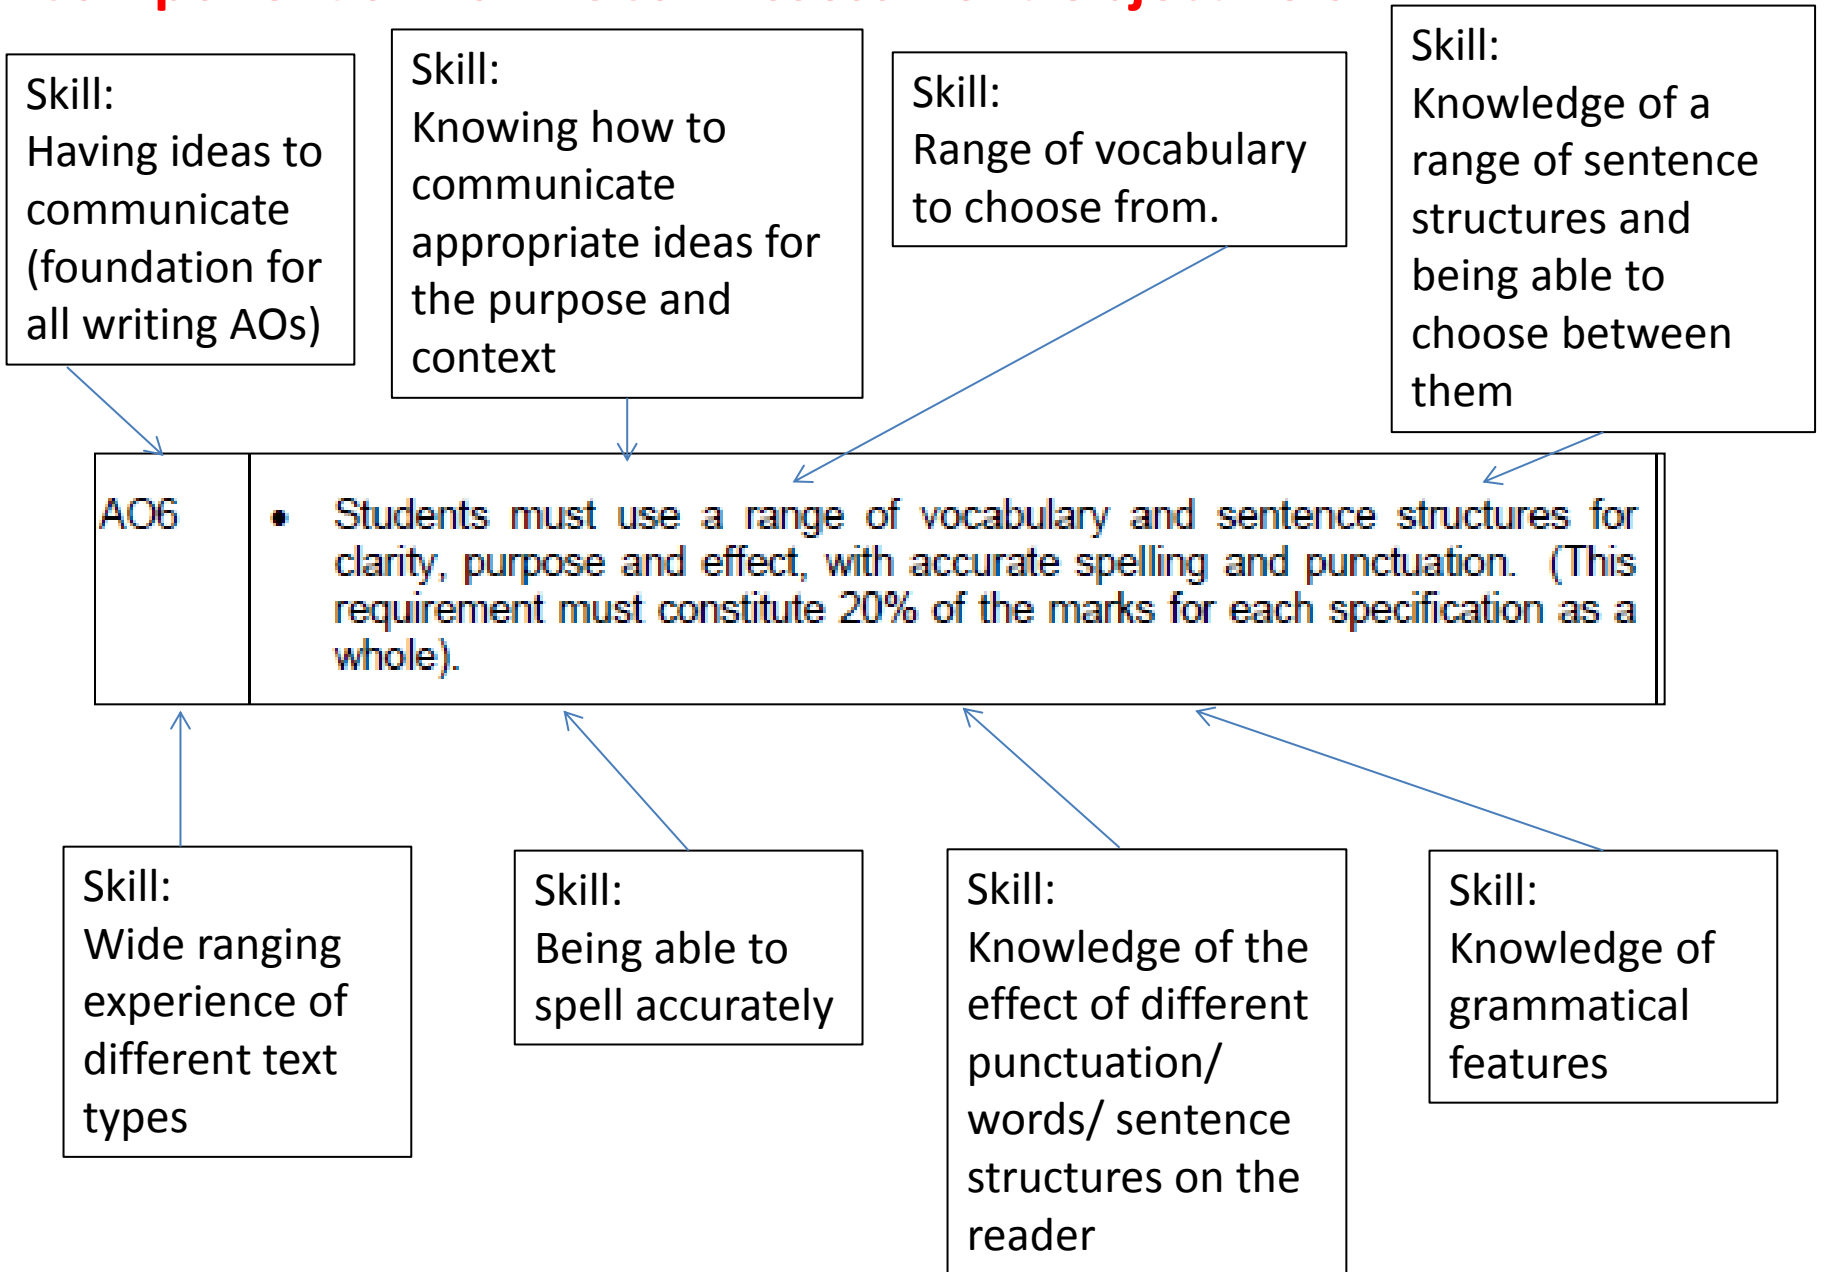 Skill:
Having ideas to
communicate
(foundation for
all writing AOs)
Skill:
Knowing how to
communicate
appropriate ideas for
the purpose and
context
Skill:
Range of vocabulary
to choose from.
Skill:
Knowledge of a
range of sentence
structures and
being able to
choose between
them
AO6
• Students must use a range of vocabulary and sentence structures for
clarity, purpose and effect, with accurate spelling and punctuation. (This
requirement must constitute 20% of the marks for each specification as a
whole).
Skill:
Wide ranging
experience of
different text
types
Skill:
Being able to
spell accurately
Skill:
Knowledge of the
effect of different
punctuation/
words/ sentence
structures on the
reader
Skill:
Knowledge of
grammatical
features